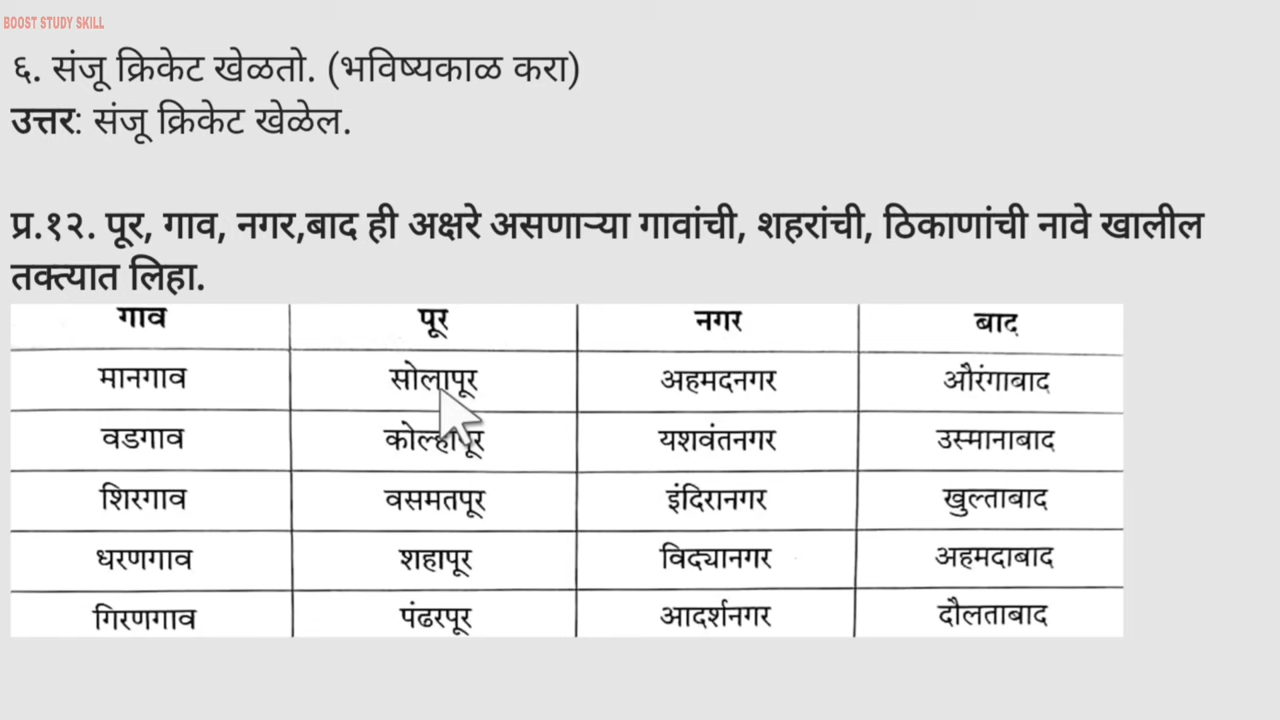 BOOST STUDY SKILL
६. संजू क्रिकेट खेळतो. (भविष्यकाळ करा)
उत्तर: संजू क्रिकेट खेळेल.
प्र.१२. पूर, गाव, नगर,बाद ही अक्षरे असणाऱ्या गावांची, शहरांची, ठिकाणांची नावे खालील
तक्त्यात लिहा.
गाव पूर नगर बाद
मानगाव सोलापूर अहमदनगर औरंगाबाद
वडगाव कोल्हापूर यशवंतनगर उस्मानाबाद
शिरगाव वसमतपूर इंदिरानगर खुल्ताबाद
धरणगाव शहापूर विद्यानगर अहमदाबाद
गिरणगाव पंढरपूर आदर्शनगर दौलताबाद